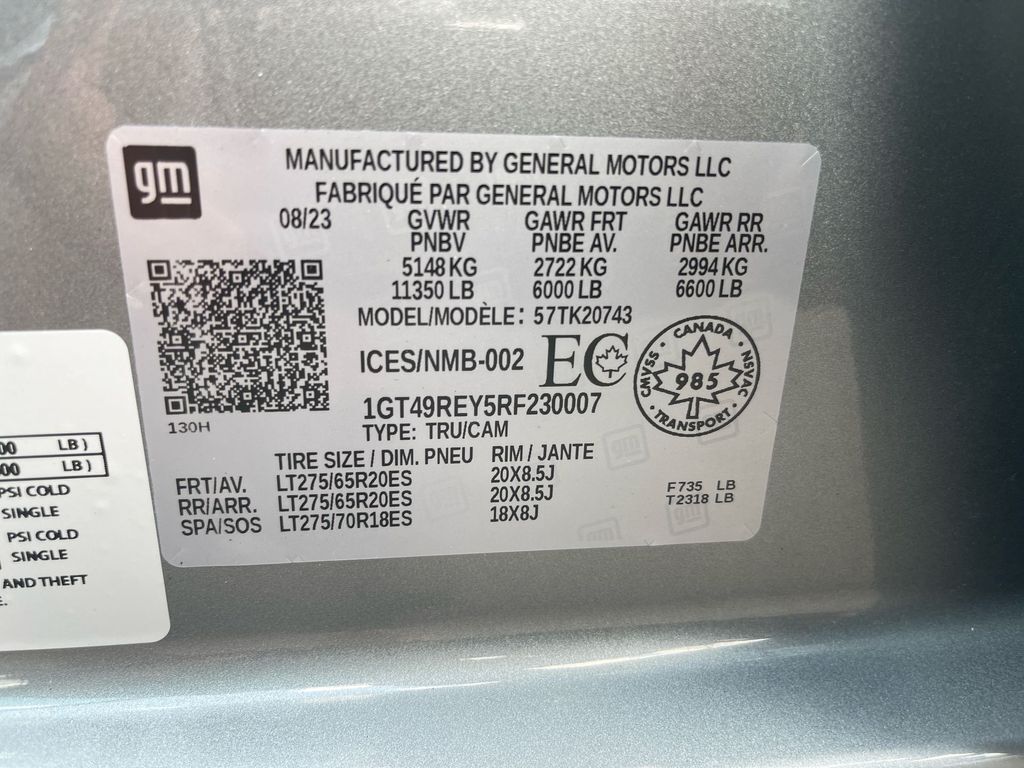 gm
MANUFACTURED BY GENERAL MOTORS LLC
FABRIQUÉ PAR GENERAL MOTORS LLC
08/23 GVWR GAWR FRT GAWR RR
PNBV PNBE AV. PNBE ARR.
5148 KG 2722 KG 2994 KG
11350 LB 6000 LB 6600 LB
MODEL/MODÈLE: 57TK20743
ICES/NMB-002 EC
CANADA
CMVSS 985 NSVAC
TRANSPORT
1GT49REY5RF230007
130H
TYPE: TRU/CAM
TIRE SIZE / DIM. PNEU RIM / JANTE
FRT/AV. LT275/65R20ES 20X8.5J
RR/ARR. LT275/65R20ES 20X8.5J
SPA/SOS LT275/70R18ES 18X8J
F735 LB
T2318 LB
00 LB)
00 LB)
PSI COLD
SINGLE
PSI COLD
SINGLE
AND THEFT